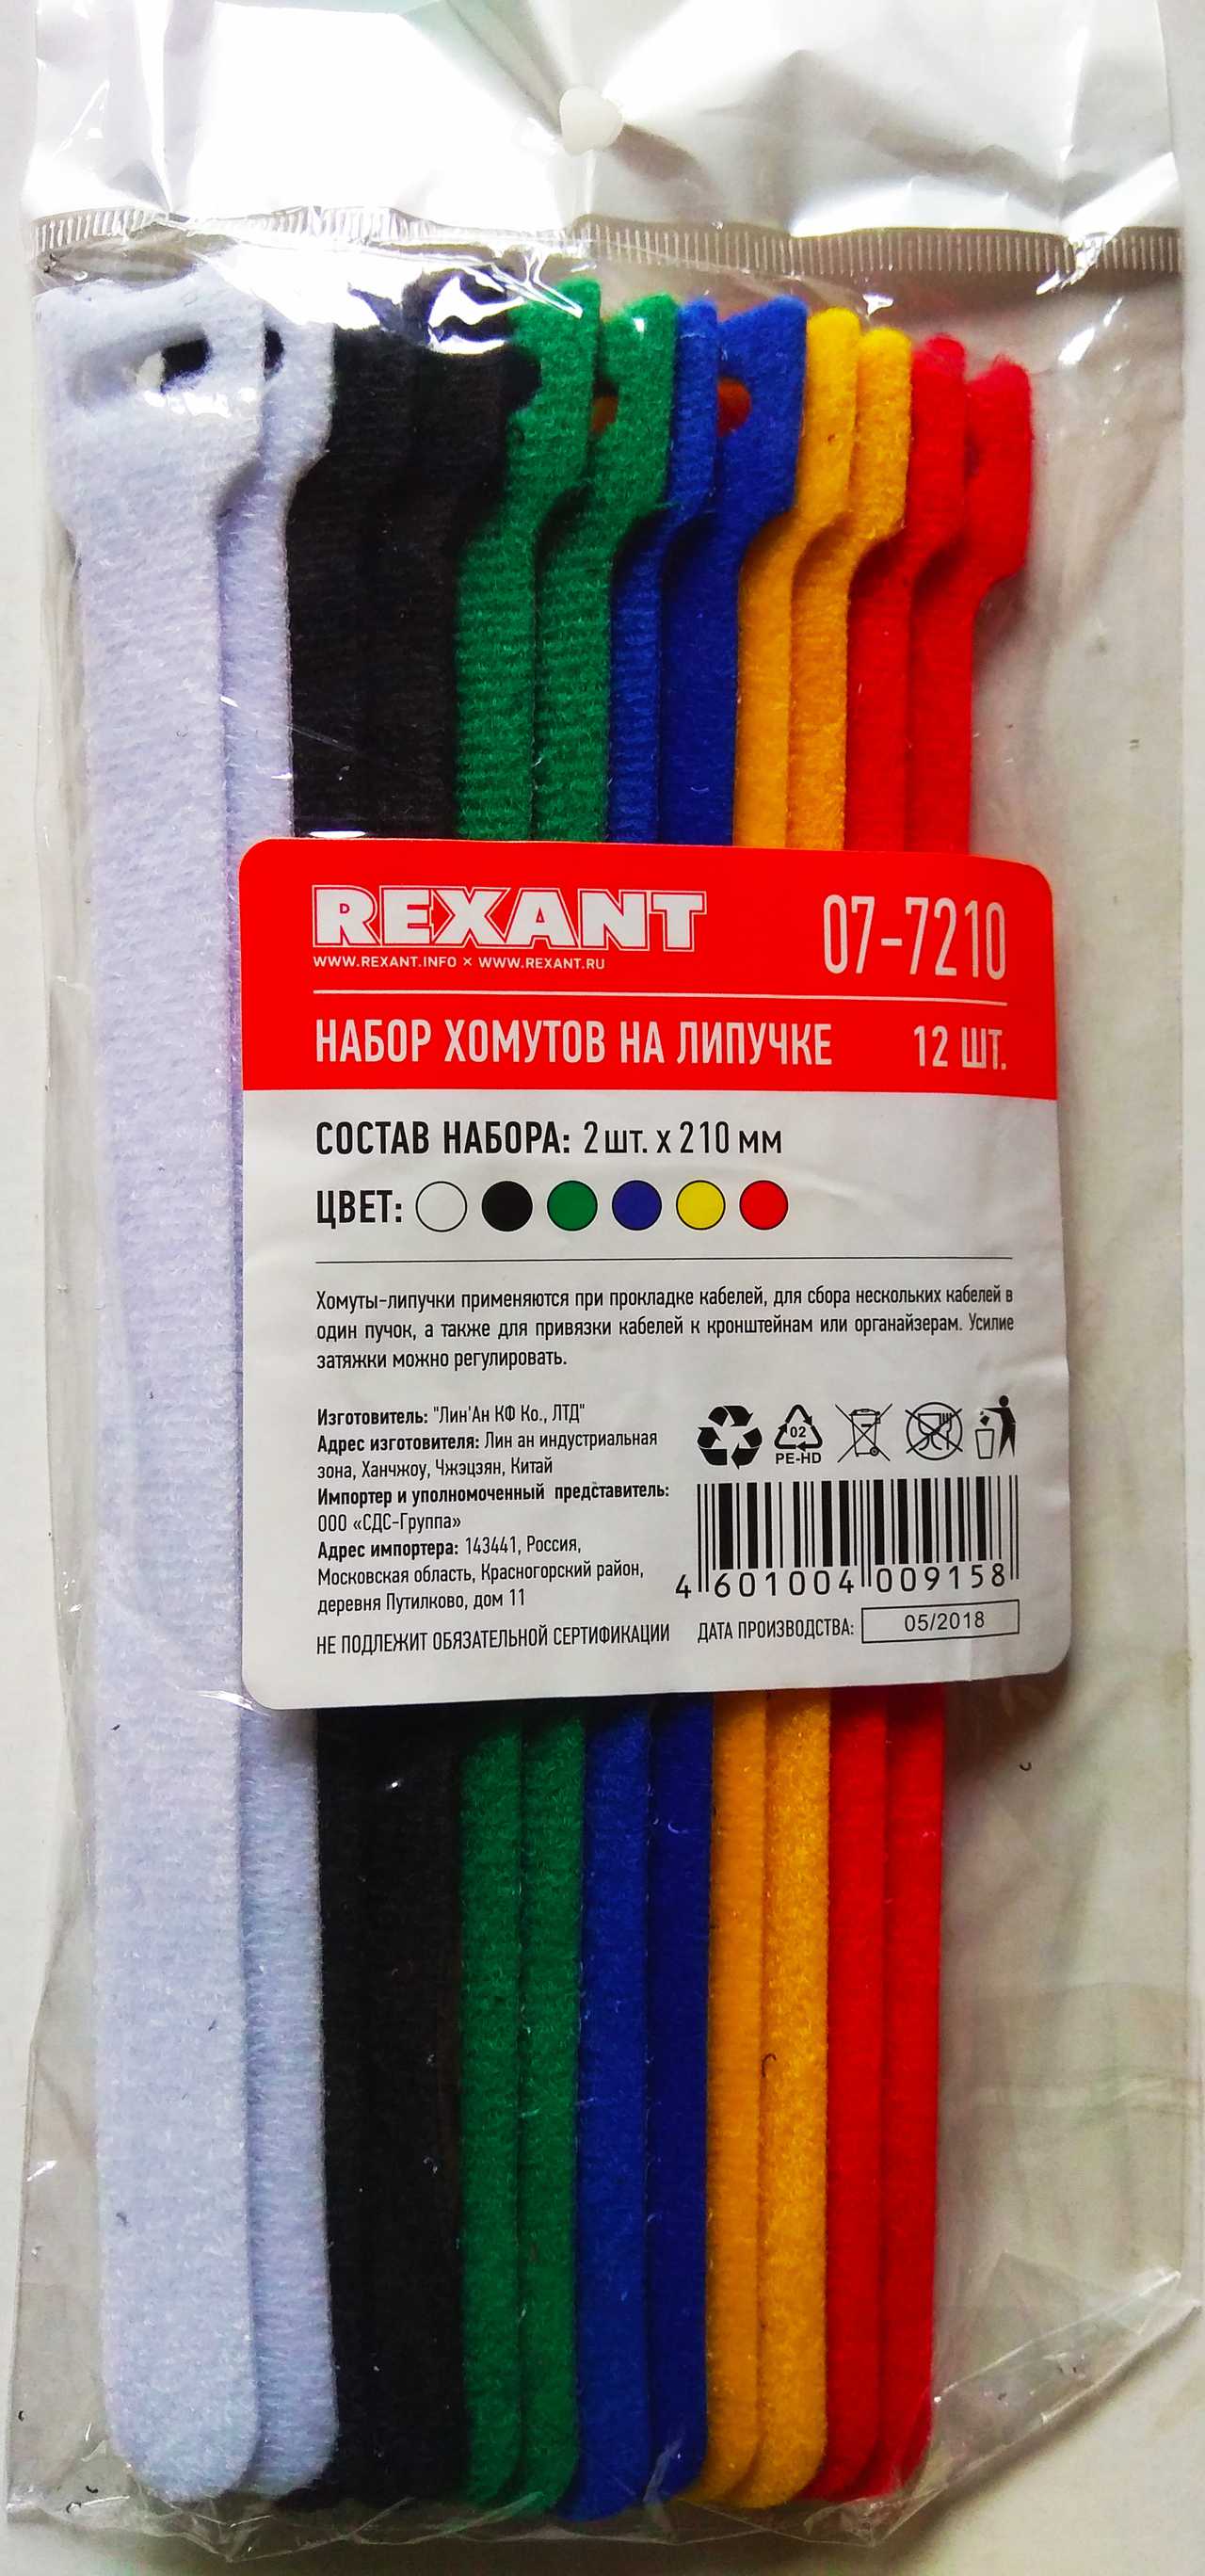 REXANT
07-7210
WWW.REXANT.INFO × WWW.REXANT.RU
НАБОР ХОМУТОВ НА ЛИПУЧКЕ 12 ШТ.
СОСТАВ НАБОРА: 2 шт. x 210 мм
ЦВЕТ:
Хомуты-липучки применяются при прокладке кабелей, для сбора нескольких кабелей в
один пучок, а также для привязки кабелей к кронштейнам или органайзерам. Усилие
затяжки можно регулировать.
Изготовитель: "Лин'Ан КФ Ко., ЛТД"
Адрес изготовителя: Лин ан индустриальная
зона, Ханчжоу, Чжэцзян, Китай
Импортер и уполномоченный представитель:
ООО «СДС-Группа»
Адрес импортера: 143441, Россия,
Московская область, Красногорский район,
деревня Путилково, дом 11
НЕ ПОДЛЕЖИТ ОБЯЗАТЕЛЬНОЙ СЕРТИФИКАЦИИ
02
PE-HD
4 601004 009158
ДАТА ПРОИЗВОДСТВА: 05/2018